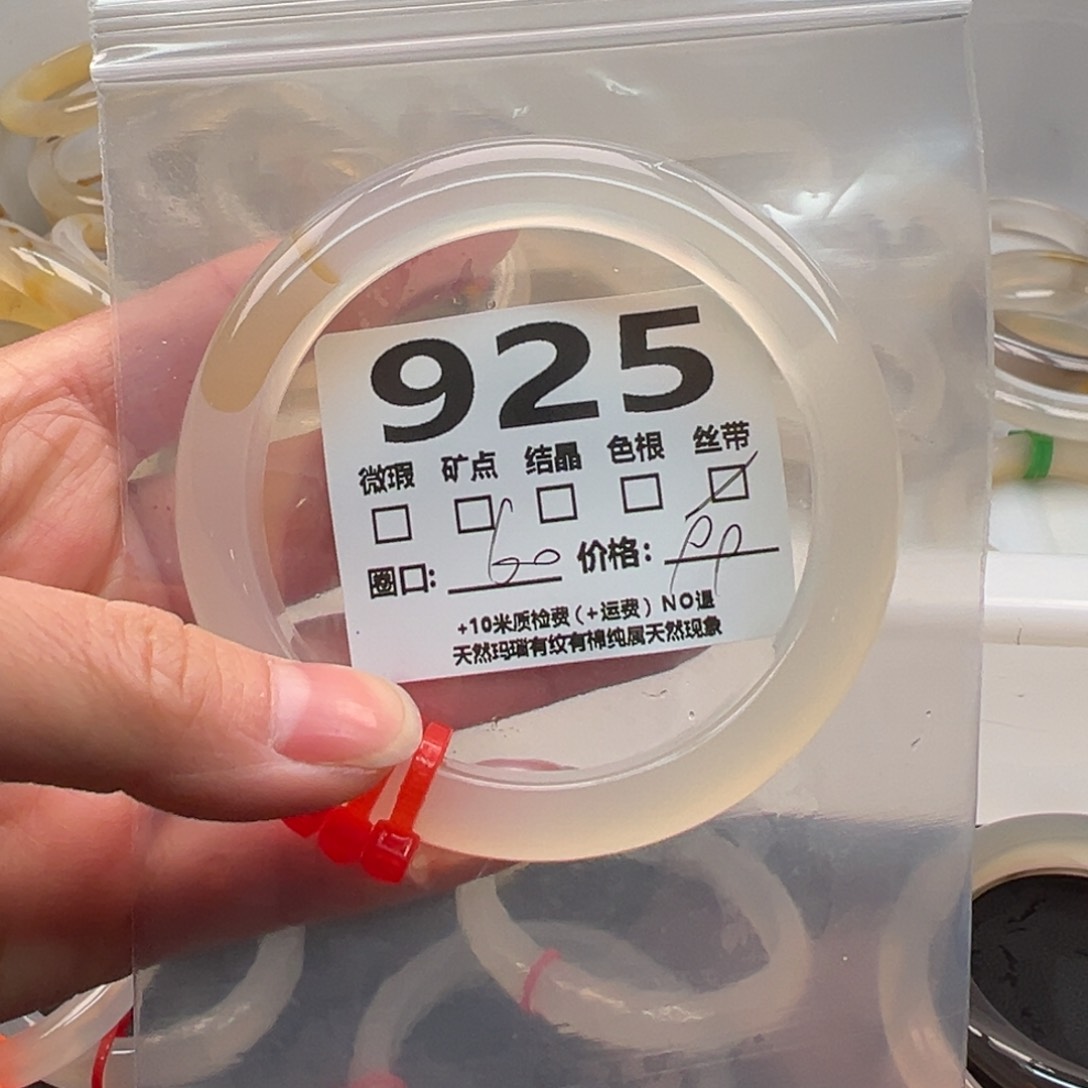 925
微瑕 矿点 结晶 色根 丝带
圈口: 60 价格: 99
+10米质检费(+运费)NO退
天然玛瑙有纹有棉纯属天然现象